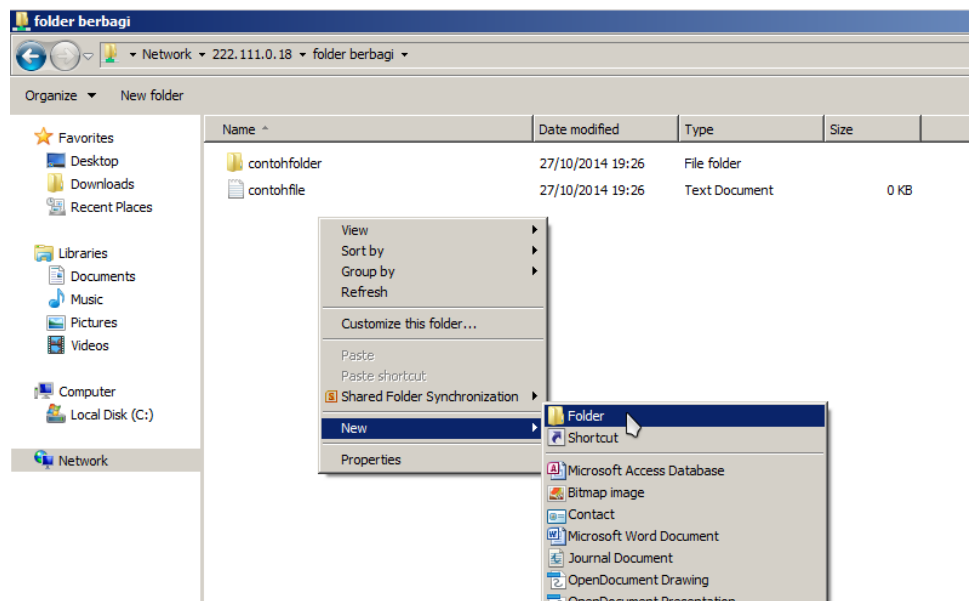 folder berbagi
Network 222.111.0.18 folder berbagi
Organize New folder
Name Date modified Type Size
Favorites
Desktop
Downloads
Recent Places
Libraries
Documents
Music
Pictures
Videos
Computer
Local Disk (C:)
Network
contohfolder 27/10/2014 19:26 File folder
contohfile 27/10/2014 19:26 Text Document 0 KB
View
Sort by
Group by
Refresh
Customize this folder...
Paste
Paste shortcut
Shared Folder Synchronization
New
Properties
Folder
Shortcut
Microsoft Access Database
Bitmap image
Contact
Microsoft Word Document
Journal Document
OpenDocument Drawing
OpenDocument Presentation